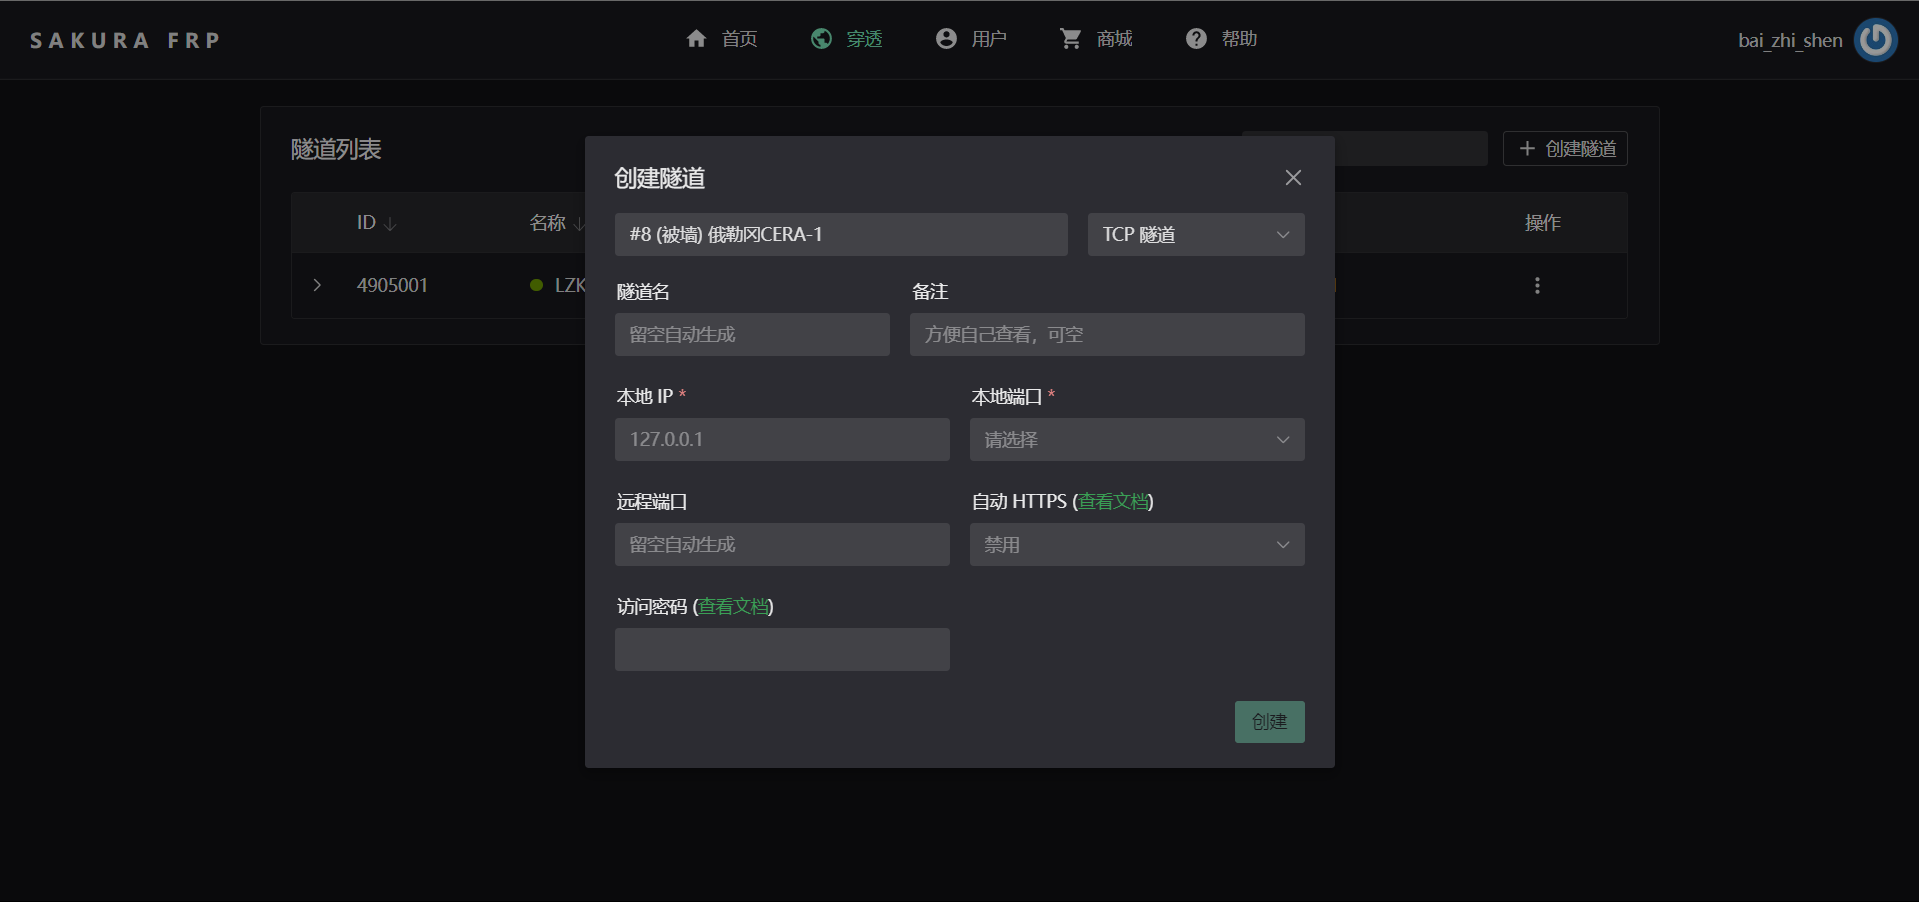 SAKURA FRP
首页
穿透
用户
商城
帮助
bai_zhi_shen
隧道列表
创建隧道
ID
名称
操作
4905001
LZK
创建隧道
#8 (被墙) 俄勒冈CERA-1
TCP 隧道
隧道名
备注
留空自动生成
方便自己查看，可空
本地 IP *
本地端口 *
127.0.0.1
请选择
远程端口
自动 HTTPS (查看文档)
留空自动生成
禁用
访问密码 (查看文档)
创建